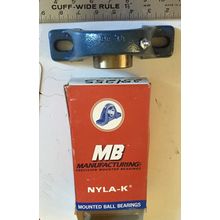 CUFF-WIDE RULE !
MB
MANUFACTURING
PRECISION MOUNTED BEARINGS
NYLA-K®
MOUNTED BALL BEARINGS